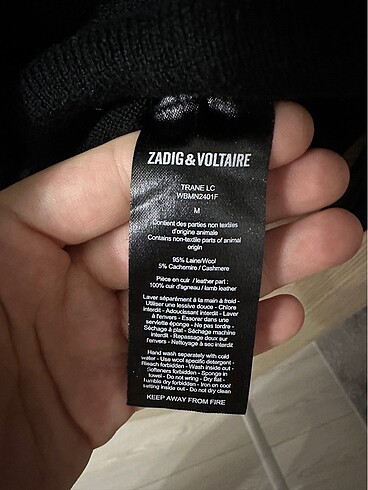 ZADIG & VOLTAIRE
TRANE LC
WBMN2401F
M
Contient des parties non textiles
d'origine animale
Contains non-textile parts of animal
origin
95% Laine/Wool
5% Cachemire / Cashmere
Pièce en cuir / leather part :
100% cuir d'agneau / lamb leather
Laver séparément à la main à froid -
Utiliser une lessive douce - Chlore
interdit - Adoucissant interdit - Laver
à l'envers - Essorer dans une
serviette éponge - Ne pas tordre -
Séchage à plat - Séchage machine
interdit - Repassage doux sur
l'envers - Nettoyage à sec interdit
Hand wash separately with cold
water - Use wool specific detergent -
Bleach forbidden - Wash inside out -
Softeners forbidden - Sponge in
towel - Do not wring - Dry flat -
Tumble dry forbidden - Iron on cool
setting inside out - Do not dry clean
KEEP AWAY FROM FIRE